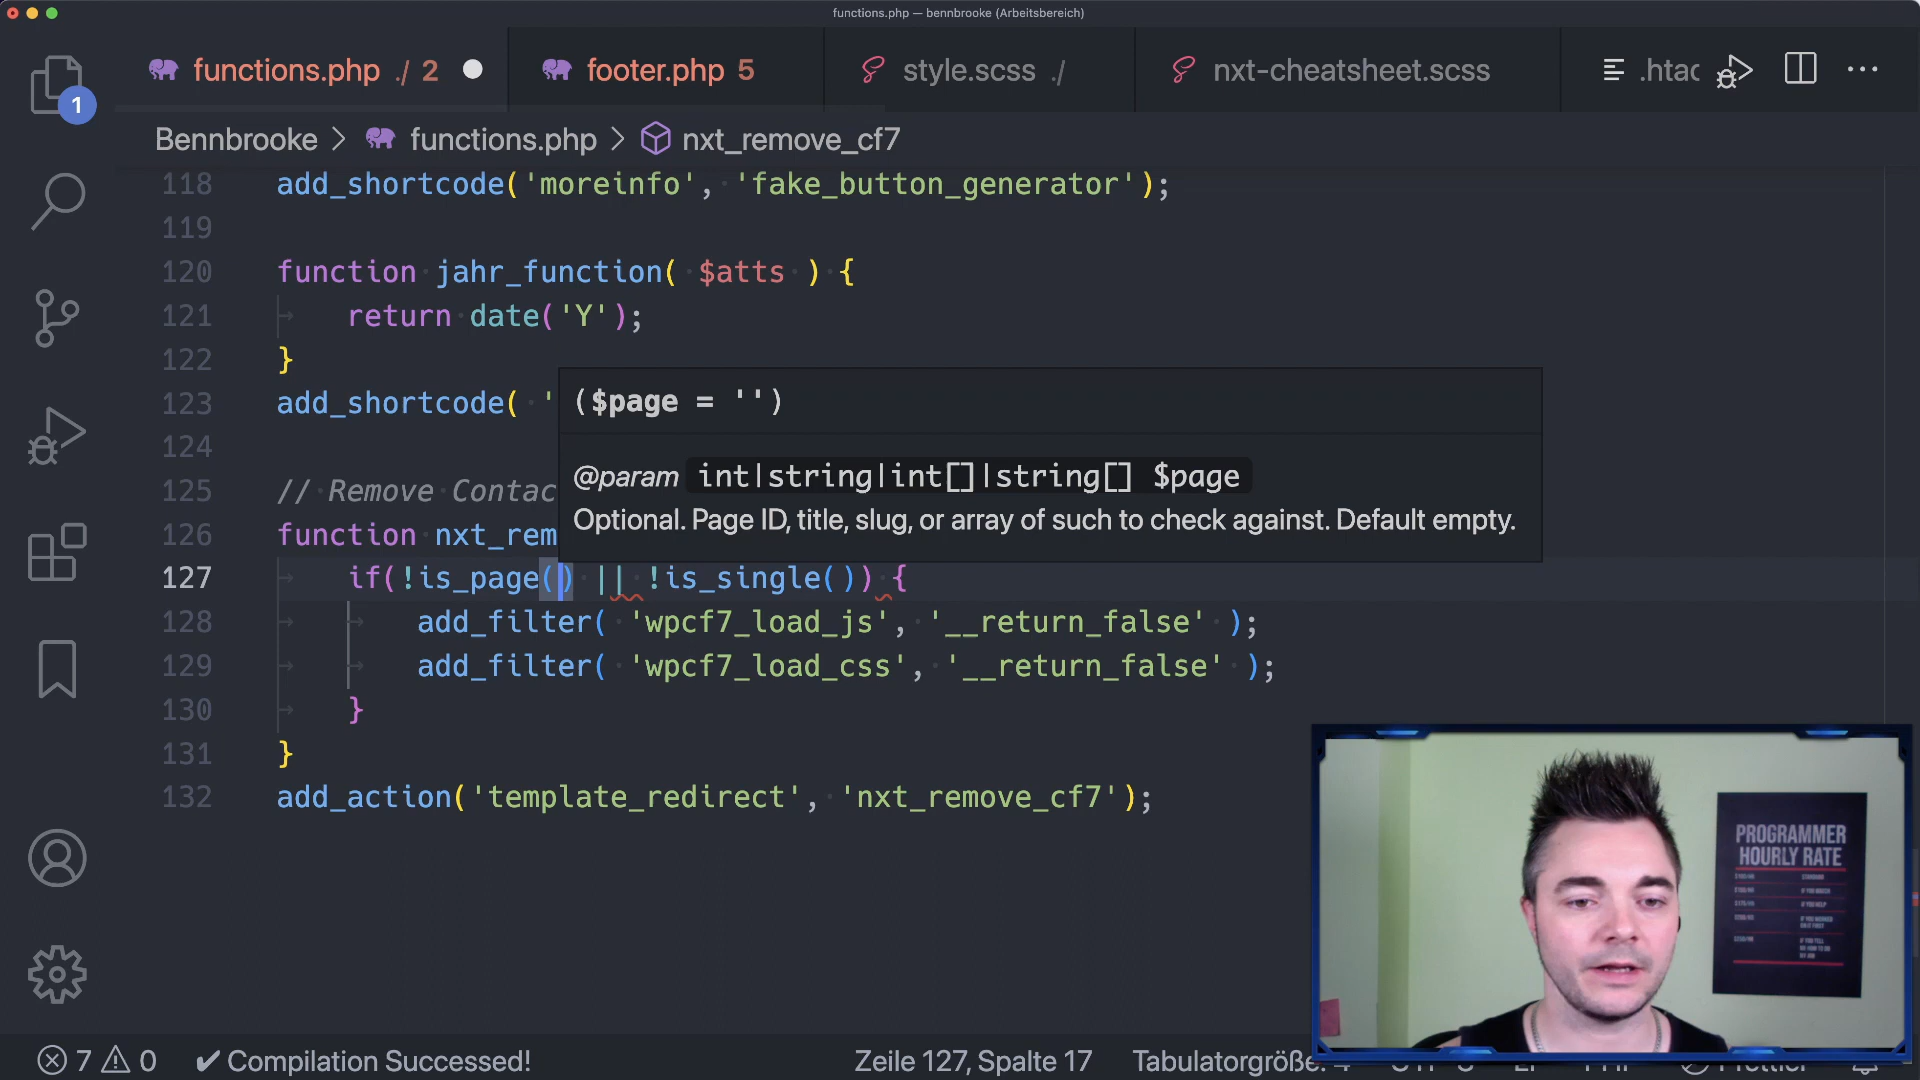 functions.php — bennbrooke (Arbeitsbereich)
functions.php ./ 2
footer.php 5
style.scss ./
nxt-cheatsheet.scss
.htac
1
Bennbrooke > functions.php > nxt_remove_cf7
118 add_shortcode('moreinfo', 'fake_button_generator');
119
120 function jahr_function( $atts ) {
121 return date('Y');
122 }
123 add_shortcode( '
($page = '')
124
@param int|string|int[]|string[] $page
125 // Remove Contac
Optional. Page ID, title, slug, or array of such to check against. Default empty.
126 function nxt_rem
127 if(!is_page() || !is_single()) {
128 add_filter( 'wpcf7_load_js', '__return_false' );
129 add_filter( 'wpcf7_load_css', '__return_false' );
130 }
131 }
132 add_action('template_redirect', 'nxt_remove_cf7');
PROGRAMMER
HOURLY RATE
7 0 ✔ Compilation Successed! Zeile 127, Spalte 17 Tabulatorgröße: 4